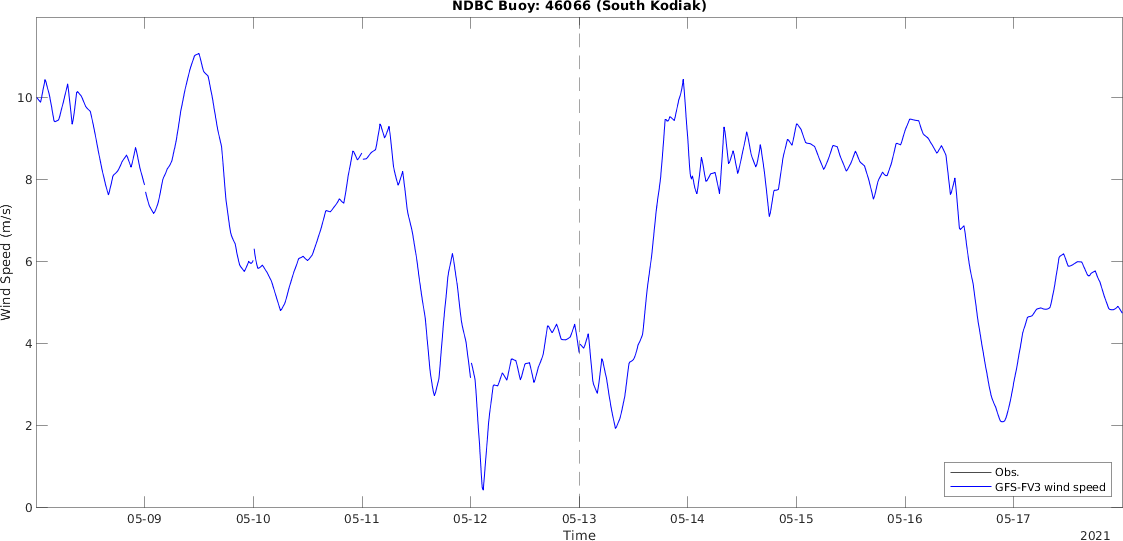 NDBC Buoy: 46066 (South Kodiak)
10
8
6
4
2
0
Wind Speed (m/s)
05-09 05-10 05-11 05-12 05-13 05-14 05-15 05-16 05-17
Time
2021
Obs.
GFS-FV3 wind speed